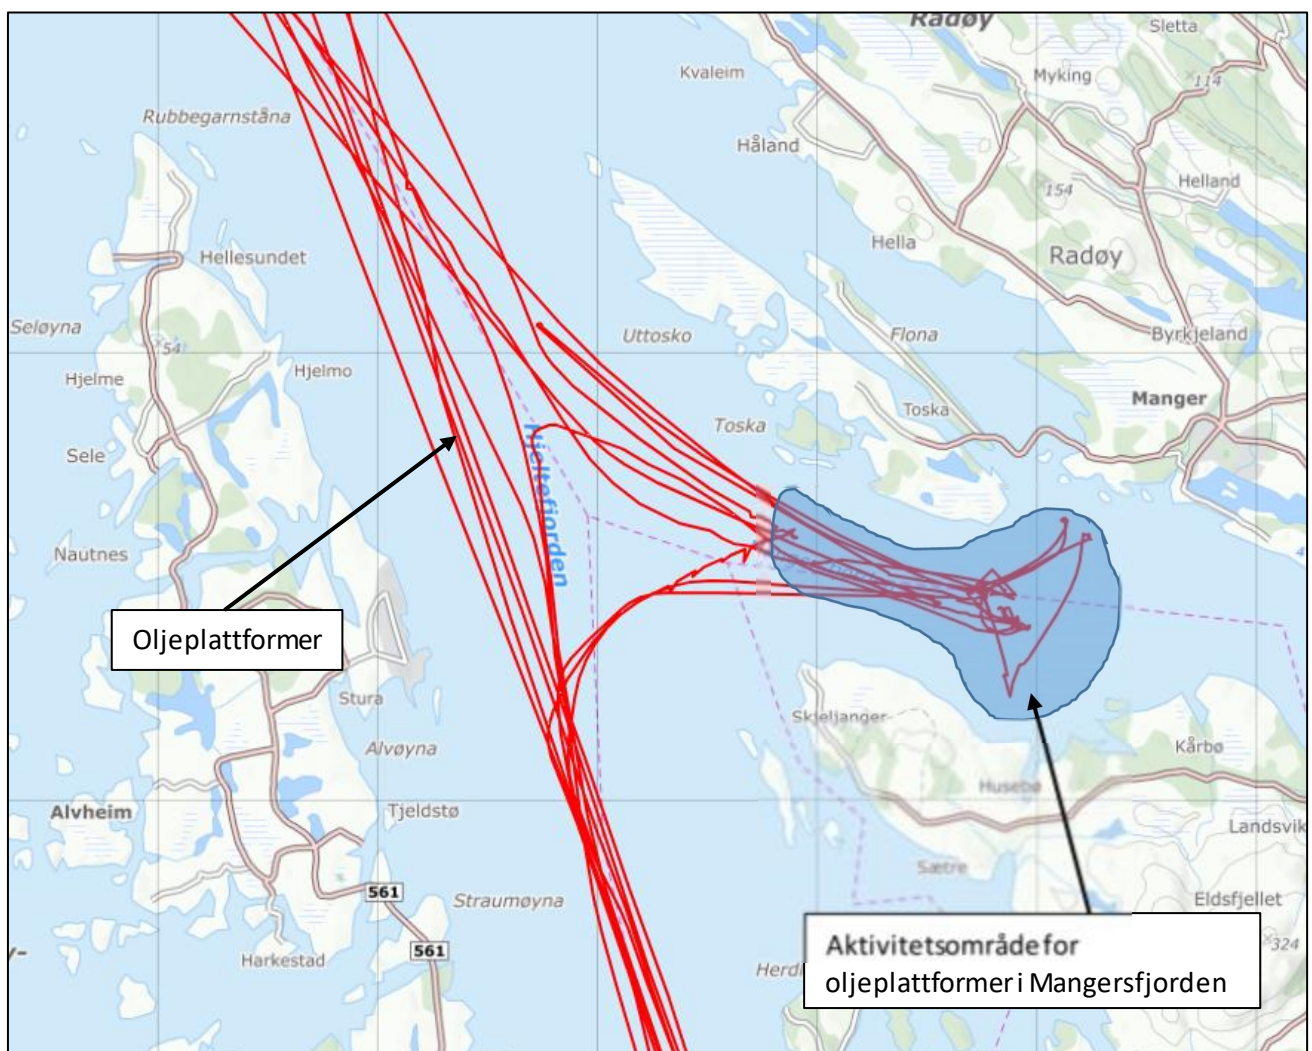 Radøy
Sletta
Kvaleim
Myking
114
Rubbegarnståna
Håland
154
Helland
Hella
Radøy
Hellesundet
Seløyna
54
Uttosko
Flona
Byrkjeland
Hjelme
Hjelmo
Toska
Manger
Toska
Sele
Hjeltefjorden
Nautnes
Oljeplattformer
Stura
Skjeljanger
Alvøyna
Kårbø
Husebø
Alvheim
Tjeldstø
Landsvik
Sætre
561
Straumøyna
Eldsfjellet
561
324
Aktivitetsområde for
oljeplattformer i Mangersfjorden
Harkestad